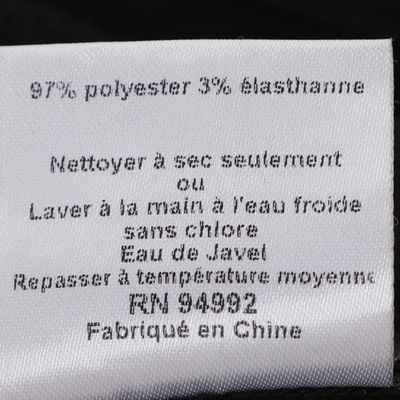 97% polyester 3% élasthanne
Nettoyer à sec seulement
ou
Laver à la main à l'eau froide
sans chlore
Eau de Javel
Repasser à température moyenne
RN 94992
Fabriqué en Chine